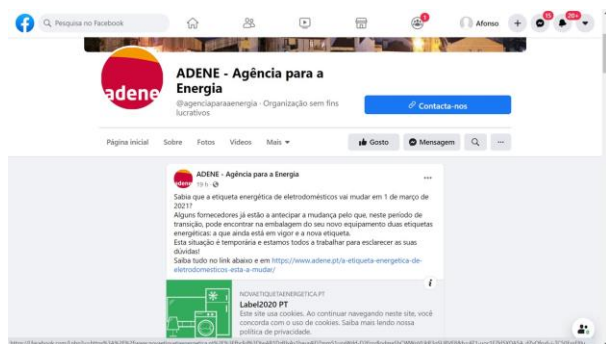 Pesquisa no Facebook
Afonso
15
20+
adene
ADENE - Agência para a
Energia
@agenciaparaaenergia · Organização sem fins
lucrativos
Contacta-nos
Página inicial Sobre Fotos Vídeos Mais
Gosto Mensagem
ADENE - Agência para a Energia
19 h
Sabia que a etiqueta energética de eletrodomésticos vai mudar em 1 de março de
2021?
Alguns fornecedores já estão a antecipar a mudança pelo que, neste período de
transição, pode encontrar na embalagem do seu novo equipamento duas etiquetas
energéticas: a que ainda está em vigor e a nova etiqueta.
Esta situação é temporária e estamos todos a trabalhar para esclarecer as suas
dúvidas!
Saiba tudo no link abaixo e em https://www.adene.pt/a-etiqueta-energetica-de-
eletrodomesticos-esta-a-mudar/
NOVAETIQUETAENERGETICA.PT
Label2020 PT
Este site usa cookies. Ao continuar navegando neste site, você
concorda com o uso de cookies. Saiba mais lendo nossa
política de privacidade.